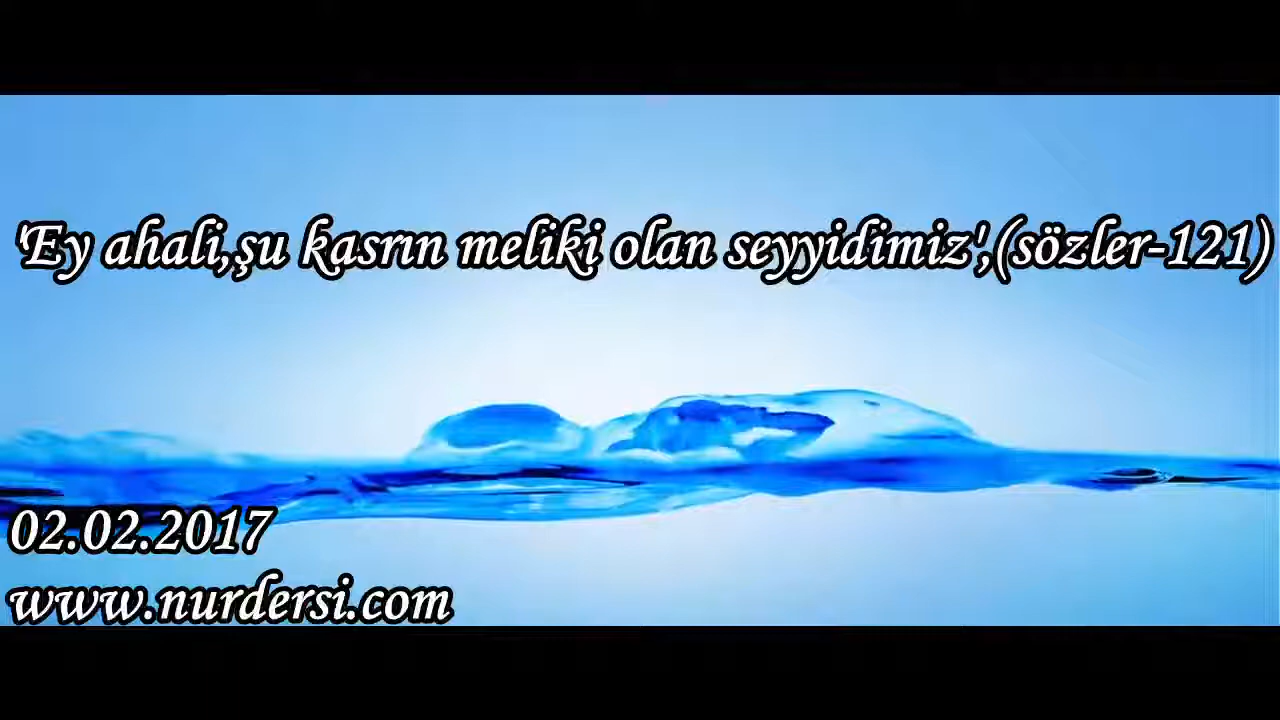 'Ey ahali,şu kasrın meliki olan seyyidimiz',(sözler-121)
02.02.2017
www.nurdersi.com